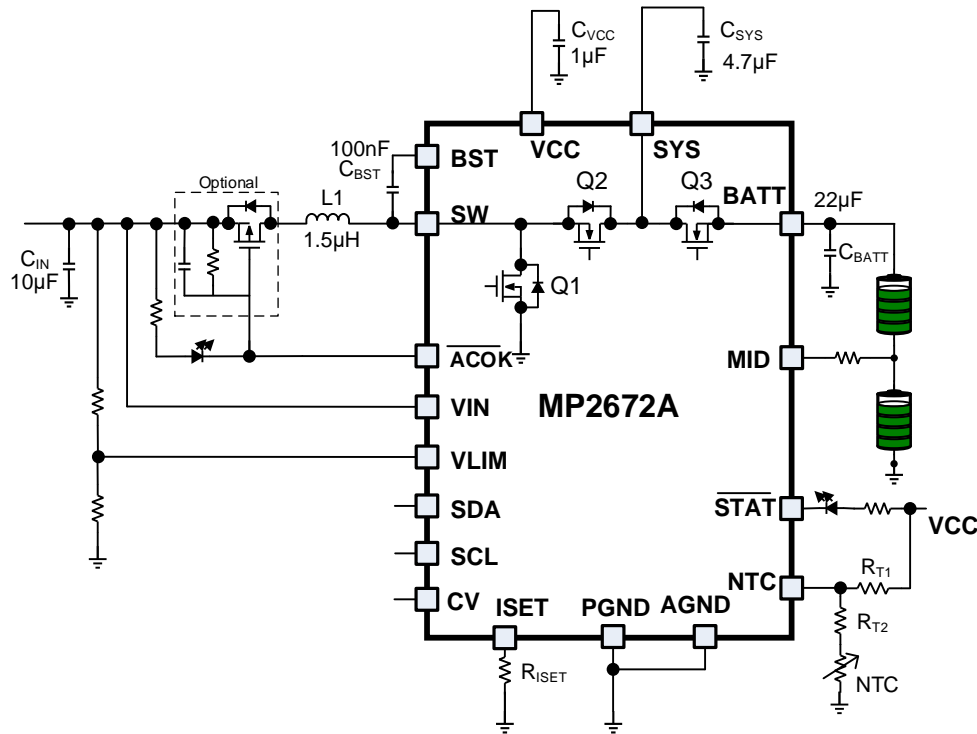 CVCC
1µF
CSYS
4.7µF
100nF
CBST
BST
VCC
SYS
Optional
L1
1.5µH
SW
Q2
Q3
BATT
22µF
CBATT
CIN
10µF
Q1
ACOK
MID
VIN
MP2672A
VLIM
SDA
STAT
VCC
SCL
NTC
RT1
CV
ISET
PGND
AGND
RT2
RISET
NTC